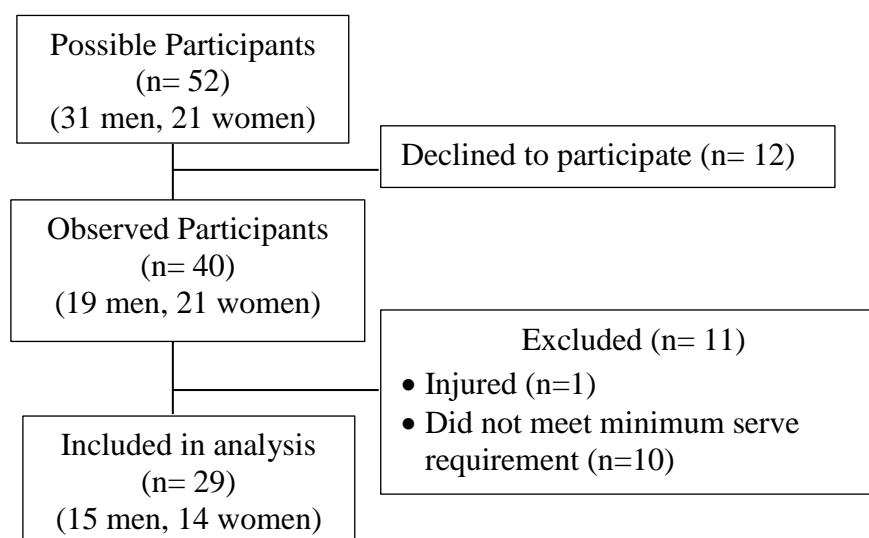 Possible Participants
(n= 52)
(31 men, 21 women)
Declined to participate (n= 12)
Observed Participants
(n= 40)
(19 men, 21 women)
Excluded (n= 11)
• Injured (n=1)
• Did not meet minimum serve
requirement (n=10)
Included in analysis
(n= 29)
(15 men, 14 women)